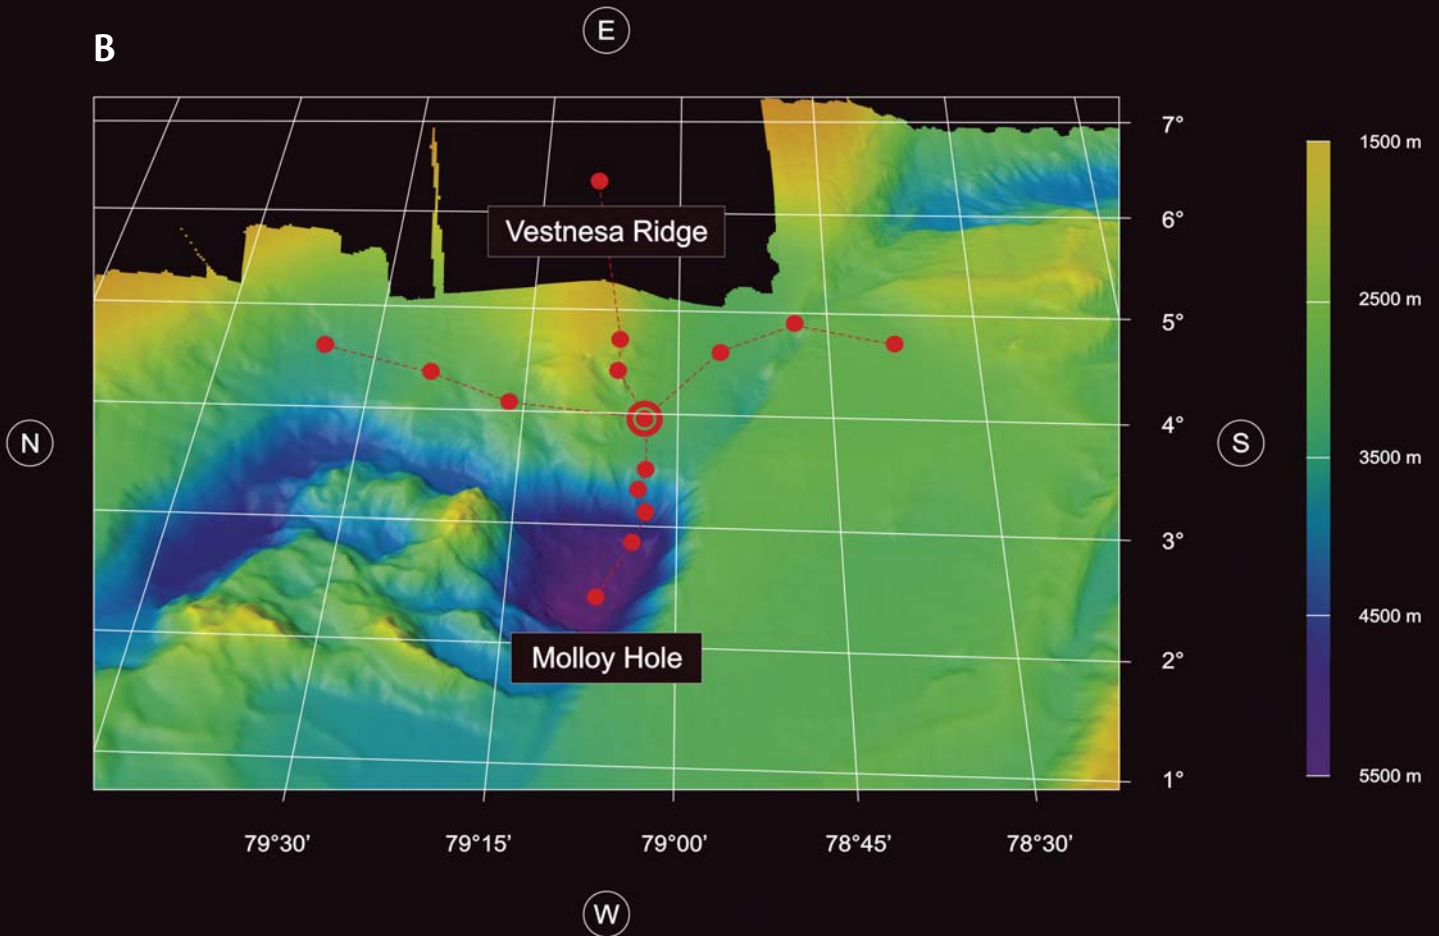 E
B
7°
1500 m
6°
Vestnesa Ridge
2500 m
5°
4°
N
S
3500 m
3°
4500 m
Molloy Hole
2°
5500 m
1°
79°30’
79°15’
79°00’
78°45’
78°30’
W